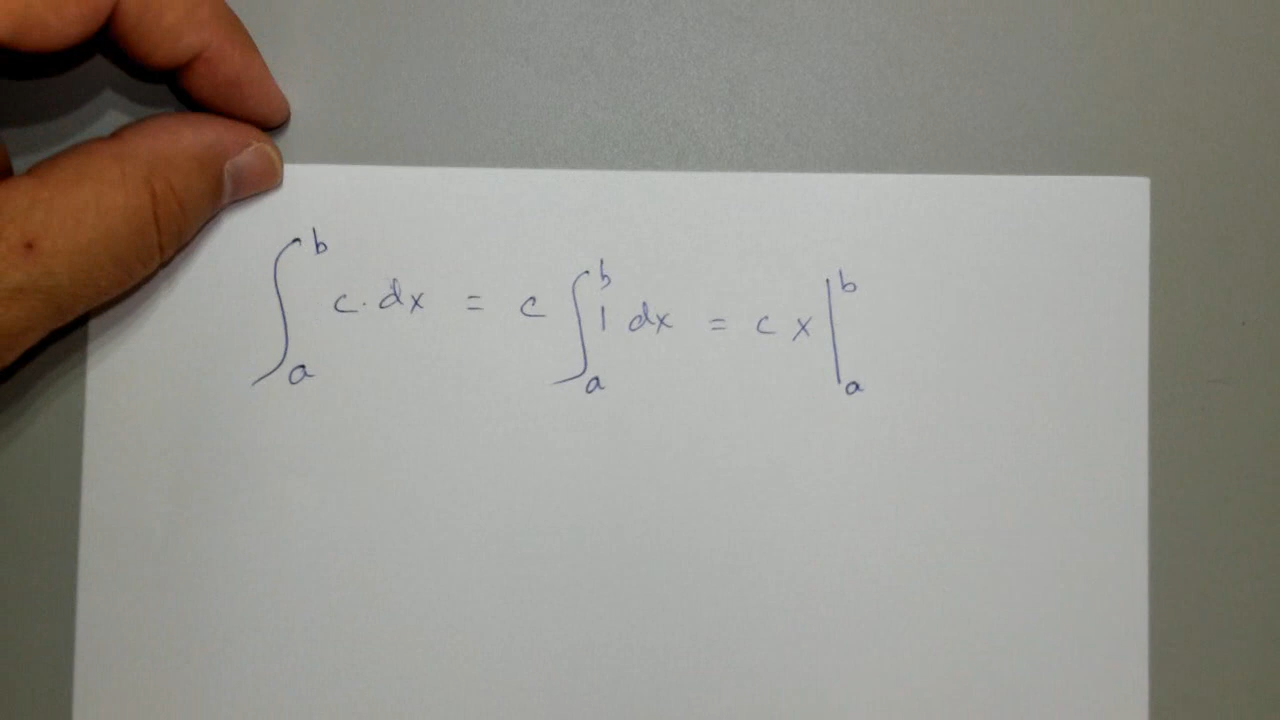 ∫_a^b c·dx = c ∫_a^b 1 dx = c x |_a^b